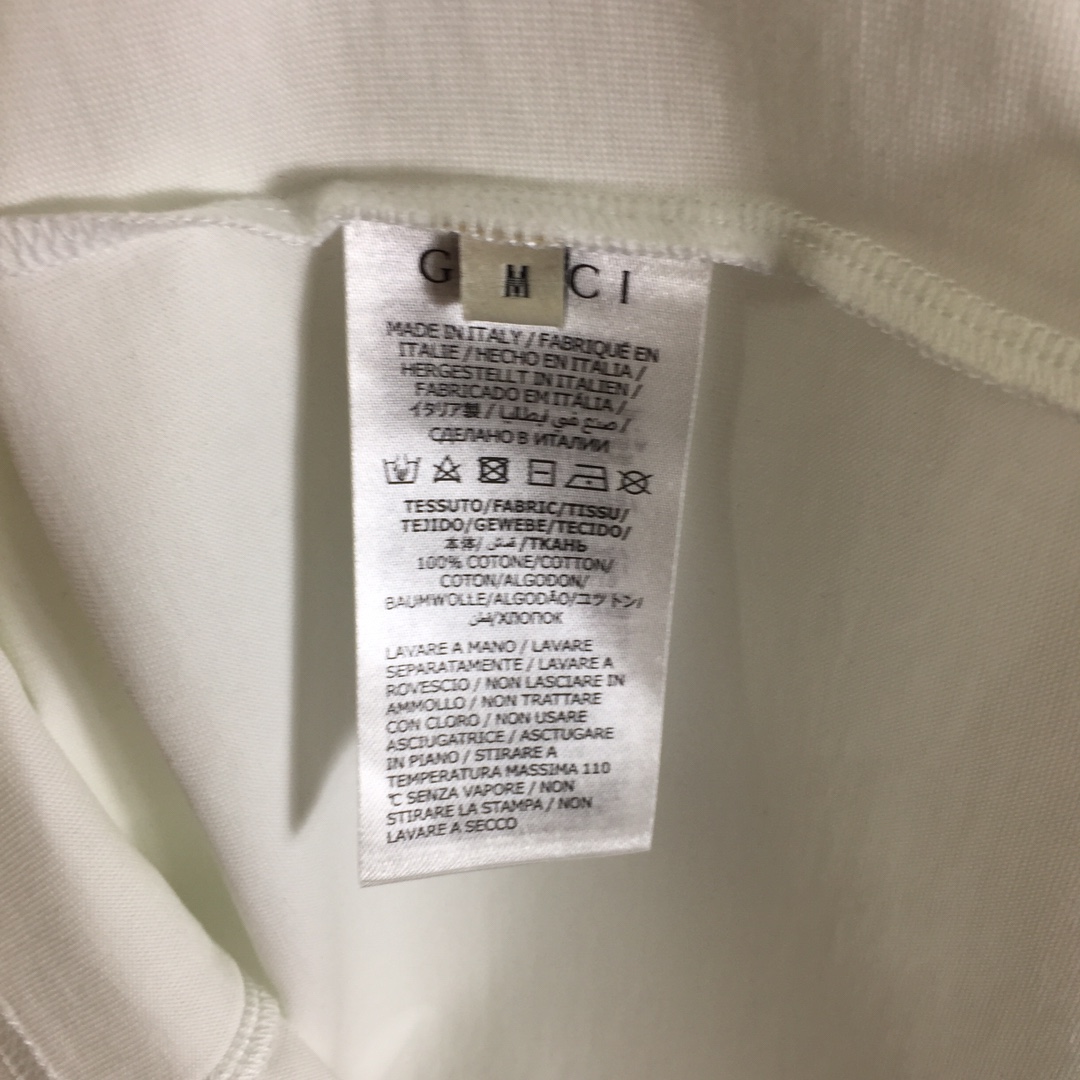 G CI
M
MADE IN ITALY / FABRIQUÉ EN
ITALIE / HECHO EN ITALIA /
HERGESTELLT IN ITALIEN /
FABRICADO EM ITÁLIA /
イタリア製 / صنع في إيطاليا /
СДЕЛАНО В ИТАЛИИ
TESSUTO/FABRIC/TISSU/
TEJIDO/GEWEBE/TECIDO/
本体/ /ТКАНЬ
100% COTONE/COTTON/
COTON/ALGODON/
BAUMWOLLE/ALGODÃO/コットン/
/ХЛОПОК
LAVARE A MANO / LAVARE
SEPARATAMENTE / LAVARE A
ROVESCIO / NON LASCIARE IN
AMMOLLO / NON TRATTARE
CON CLORO / NON USARE
ASCIUGATRICE / ASCTUGARE
IN PIANO / STIRARE A
TEMPERATURA MASSIMA 110
℃ SENZA VAPORE / NON
STIRARE LA STAMPA / NON
LAVARE A SECCO